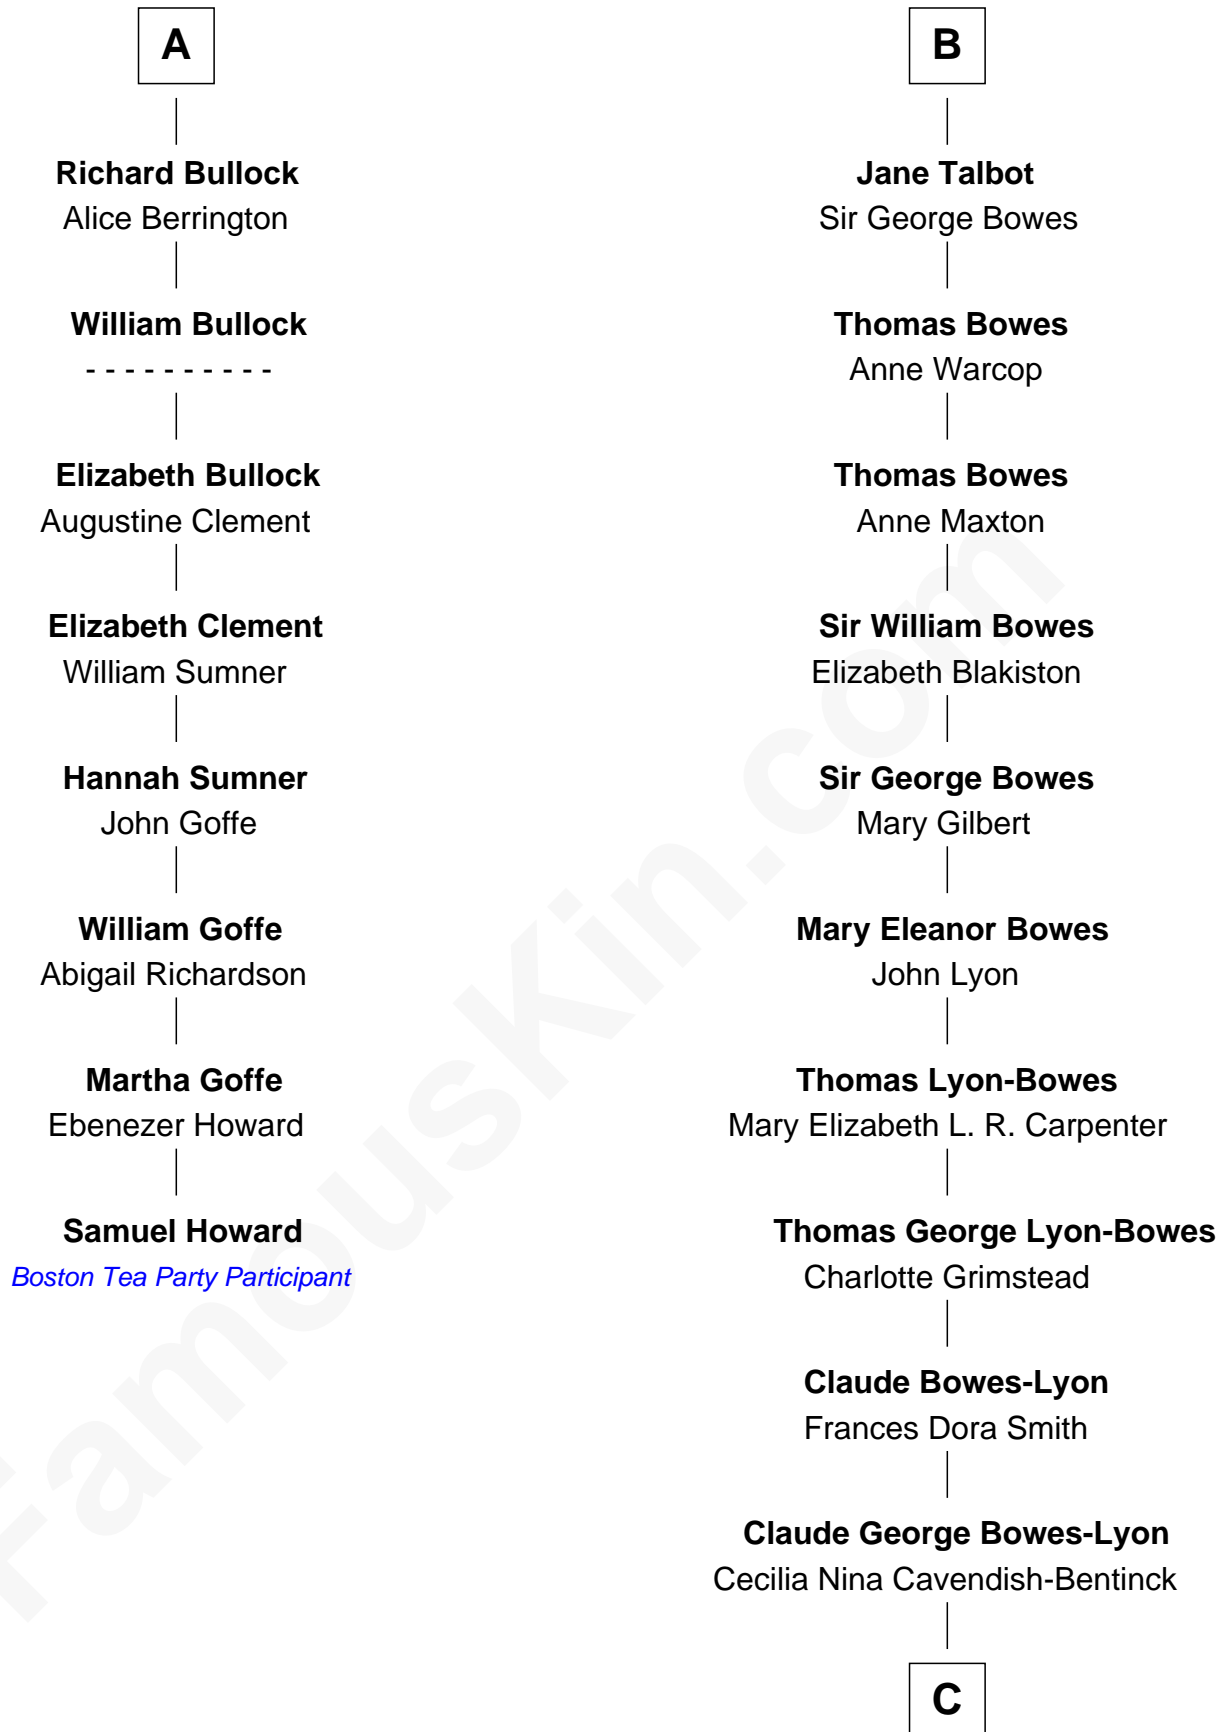 A
Richard Bullock
Alice Berrington
William Bullock
- - - - - - - - - -
Elizabeth Bullock
Augustine Clement
Elizabeth Clement
William Sumner
Hannah Sumner
John Goffe
William Goffe
Abigail Richardson
Martha Goffe
Ebenezer Howard
Samuel Howard
Boston Tea Party Participant
B
Jane Talbot
Sir George Bowes
Thomas Bowes
Anne Warcop
Thomas Bowes
Anne Maxton
Sir William Bowes
Elizabeth Blakiston
Sir George Bowes
Mary Gilbert
Mary Eleanor Bowes
John Lyon
Thomas Lyon-Bowes
Mary Elizabeth L. R. Carpenter
Thomas George Lyon-Bowes
Charlotte Grimstead
Claude Bowes-Lyon
Frances Dora Smith
Claude George Bowes-Lyon
Cecilia Nina Cavendish-Bentinck
C
FamousKin.com